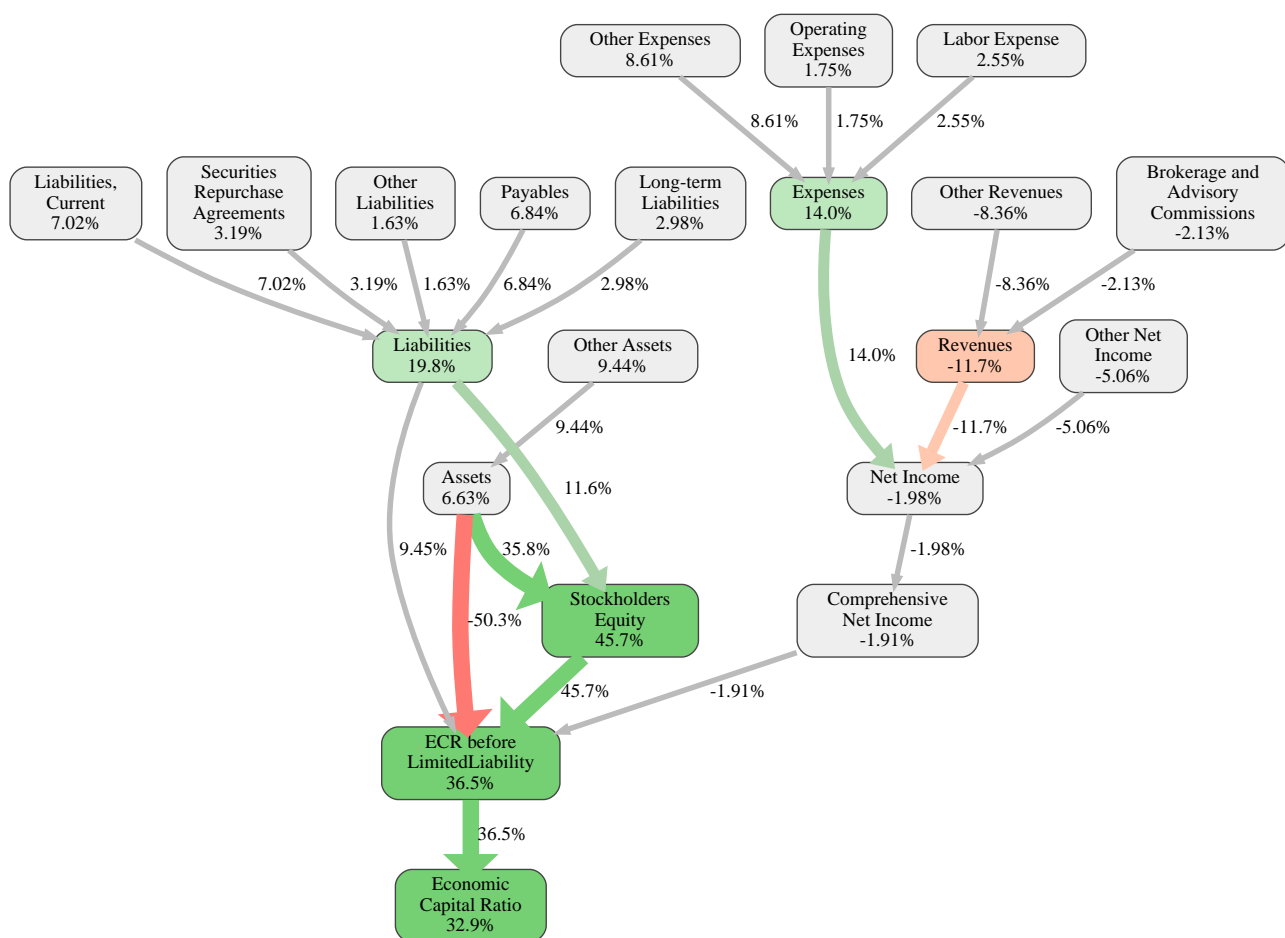 Other Expenses
8.61%
Operating
Expenses
1.75%
Labor Expense
2.55%
8.61%
1.75%
2.55%
Liabilities,
Current
7.02%
Securities
Repurchase
Agreements
3.19%
Other
Liabilities
1.63%
Payables
6.84%
Long-term
Liabilities
2.98%
Expenses
14.0%
Other Revenues
-8.36%
Brokerage and
Advisory
Commissions
-2.13%
7.02%
3.19%
1.63%
6.84%
2.98%
-8.36%
-2.13%
Liabilities
19.8%
Other Assets
9.44%
14.0%
Revenues
-11.7%
Other Net
Income
-5.06%
9.44%
-11.7%
-5.06%
Assets
6.63%
11.6%
Net Income
-1.98%
9.45%
35.8%
-1.98%
-50.3%
Stockholders
Equity
45.7%
Comprehensive
Net Income
-1.91%
45.7%
-1.91%
ECR before
LimitedLiability
36.5%
36.5%
Economic
Capital Ratio
32.9%